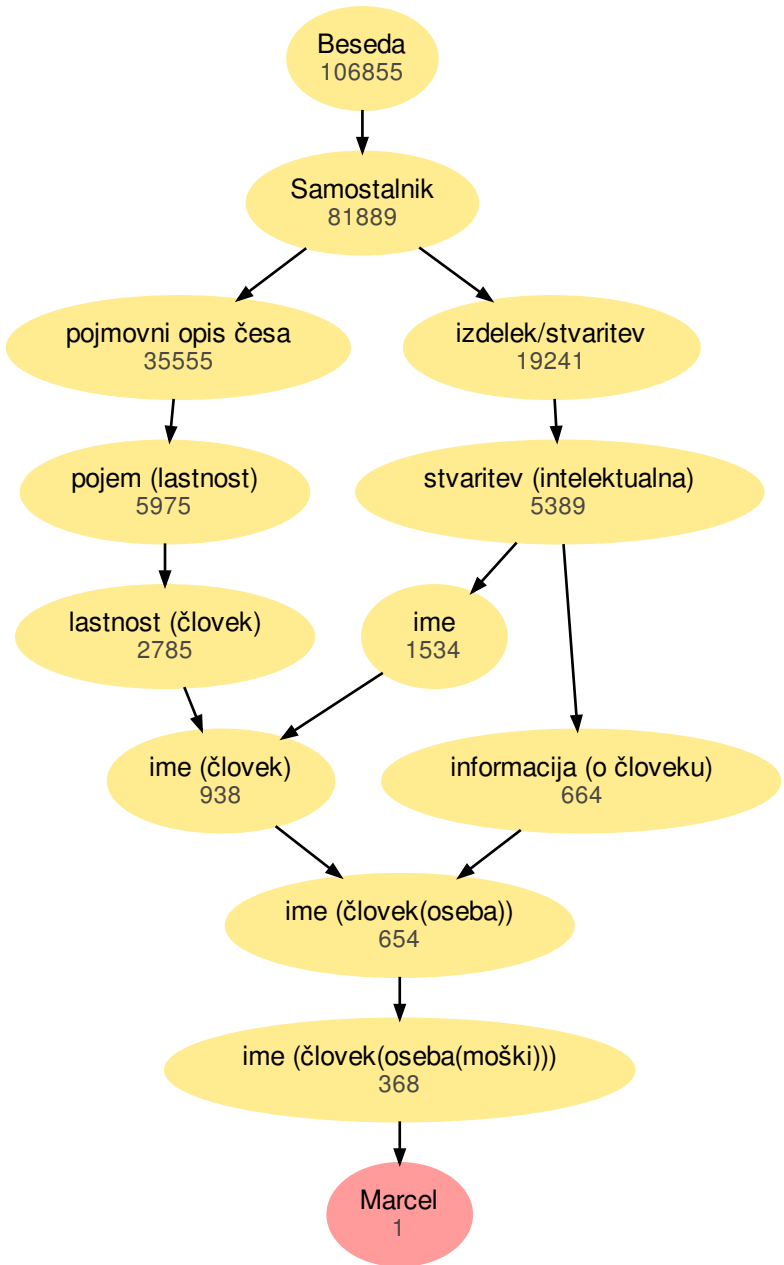 Beseda
106855
Samostalnik
81889
pojmovni opis česa
35555
izdelek/stvaritev
19241
pojem (lastnost)
5975
stvaritev (intelektualna)
5389
lastnost (človek)
2785
ime
1534
ime (človek)
938
informacija (o človeku)
664
ime (človek(oseba))
654
ime (človek(oseba(moški)))
368
Marcel
1